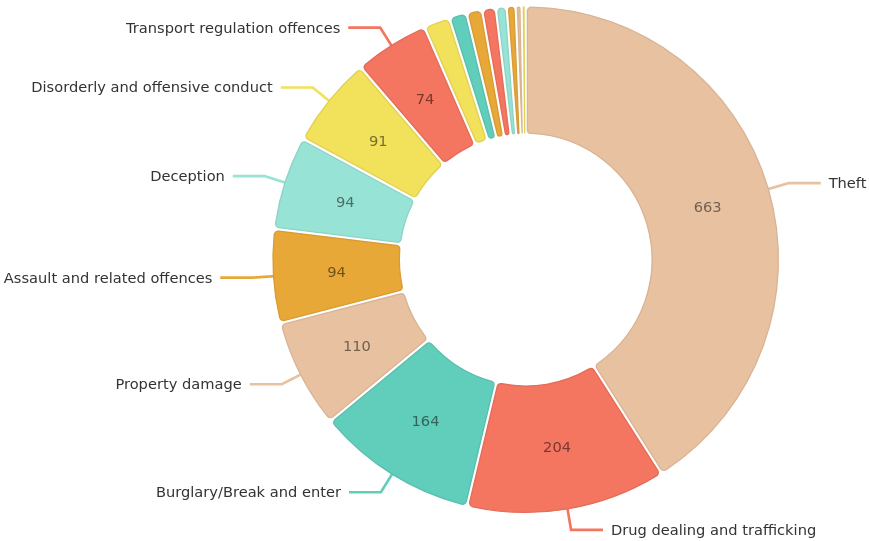 Transport regulation offences
Disorderly and offensive conduct
74
91
Deception
Theft
94
663
Assault and related offences
94
110
Property damage
164
204
Burglary/Break and enter
Drug dealing and trafficking